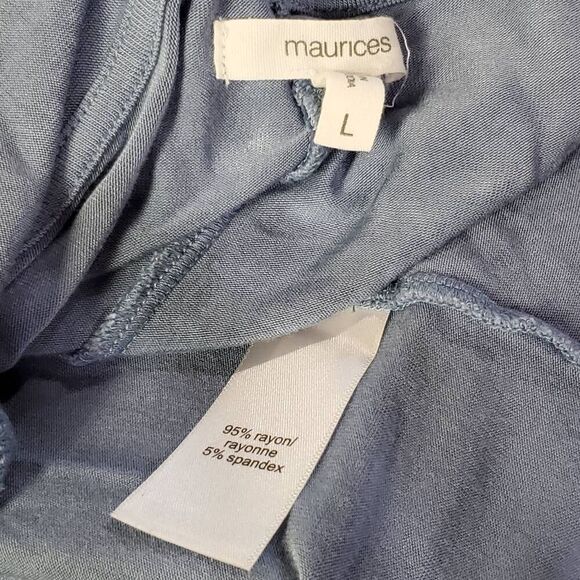 maurices
L
95% rayon/
rayonne
5% spandex